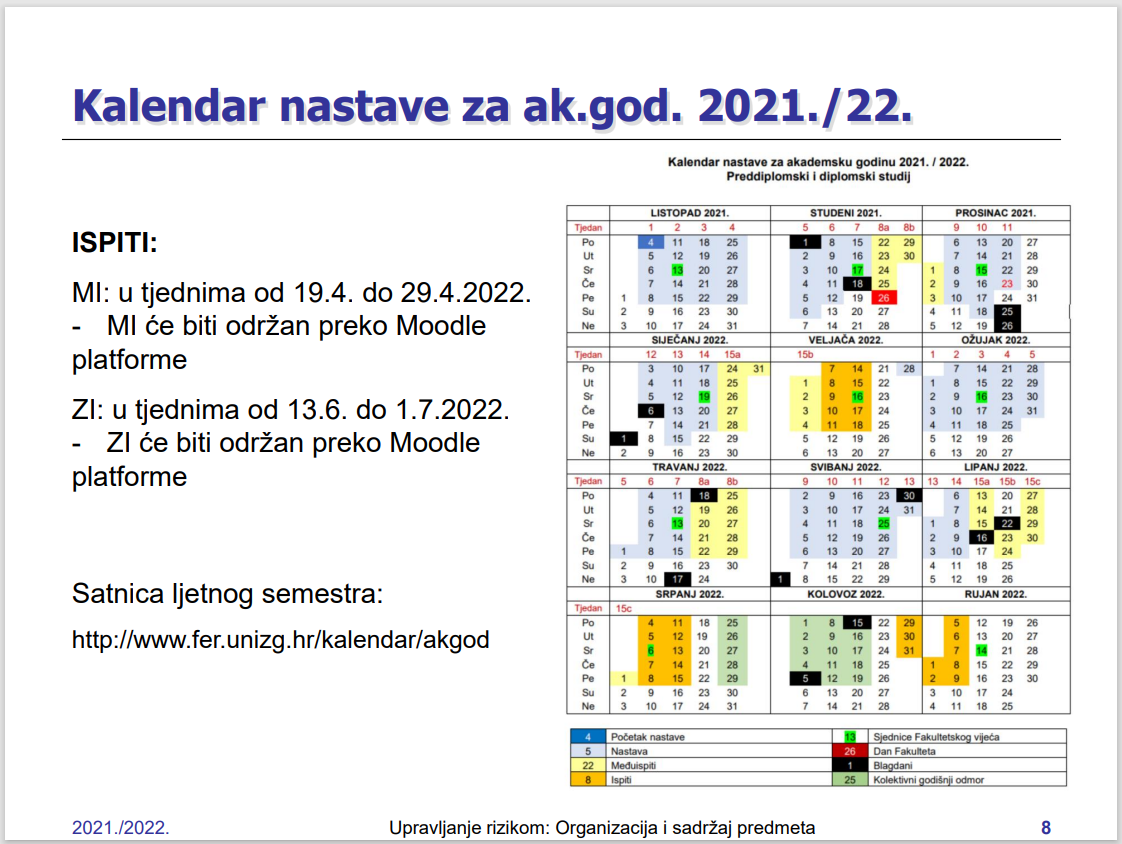 Kalendar nastave za ak.god. 2021./22.
ISPITI:
MI: u tjednima od 19.4. do 29.4.2022.
- MI će biti održan preko Moodle
platforme
ZI: u tjednima od 13.6. do 1.7.2022.
- ZI će biti održan preko Moodle
platforme
Satnica ljetnog semestra:
http://www.fer.unizg.hr/kalendar/akgod
Kalendar nastave za akademsku godinu 2021. / 2022.
Preddiplomski i diplomski studij
LISTOPAD 2021. STUDENI 2021. PROSINAC 2021.
Tjedan 1 2 3 4 5 6 7 8a 8b 9 10 11
Po 4 11 18 25 1 8 15 22 29 6 13 20 27
Ut 5 12 19 26 2 9 16 23 30 7 14 21 28
Sr 6 13 20 27 3 10 17 24 1 8 15 22 29
Če 7 14 21 28 4 11 18 25 2 9 16 23 30
Pe 1 8 15 22 29 5 12 19 26 3 10 17 24 31
Su 2 9 16 23 30 6 13 20 27 4 11 18 25
Ne 3 10 17 24 31 7 14 21 28 5 12 19 26
SIJEČANJ 2022. VELJAČA 2022. OŽUJAK 2022.
Tjedan 12 13 14 15a 15b 1 2 3 4 5
Po 3 10 17 24 31 7 14 21 28 7 14 21 28
Ut 4 11 18 25 1 8 15 22 1 8 15 22 29
Sr 5 12 19 26 2 9 16 23 2 9 16 23 30
Če 6 13 20 27 3 10 17 24 3 10 17 24 31
Pe 7 14 21 28 4 11 18 25 4 11 18 25
Su 1 8 15 22 29 5 12 19 26 5 12 19 26
Ne 2 9 16 23 30 6 13 20 27 6 13 20 27
TRAVANJ 2022. SVIBANJ 2022. LIPANJ 2022.
Tjedan 5 6 7 8a 8b 9 10 11 12 13 13 14 15a 15b 15c
Po 4 11 18 25 2 9 16 23 30 6 13 20 27
Ut 5 12 19 26 3 10 17 24 31 7 14 21 28
Sr 6 13 20 27 4 11 18 25 1 8 15 22 29
Če 7 14 21 28 5 12 19 26 2 9 16 23 30
Pe 1 8 15 22 29 6 13 20 27 3 10 17 24
Su 2 9 16 23 30 7 14 21 28 4 11 18 25
Ne 3 10 17 24 1 8 15 22 29 5 12 19 26
SRPANJ 2022. KOLOVOZ 2022. RUJAN 2022.
Tjedan 15c
Po 4 11 18 25 1 8 15 22 29 5 12 19 26
Ut 5 12 19 26 2 9 16 23 30 6 13 20 27
Sr 6 13 20 27 3 10 17 24 31 7 14 21 28
Če 7 14 21 28 4 11 18 25 1 8 15 22 29
Pe 1 8 15 22 29 5 12 19 26 2 9 16 23 30
Su 2 9 16 23 30 6 13 20 27 3 10 17 24
Ne 3 10 17 24 31 7 14 21 28 4 11 18 25
4 Početak nastave 13 Sjednice Fakultetskog vijeća
5 Nastava 26 Dan Fakulteta
22 Međuispiti 1 Blagdani
8 Ispiti 25 Kolektivni godišnji odmor
2021./2022. Upravljanje rizikom: Organizacija i sadržaj predmeta 8